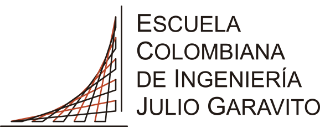 ESCUELA
COLOMBIANA
DE INGENIERÍA
JULIO GARAVITO